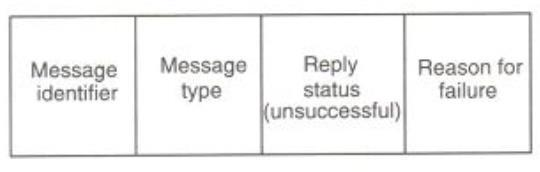 Message
identifier
Message
type
Reply
status
(unsuccessful)
Reason for
failure